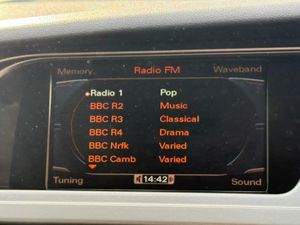 Memory Radio FM Waveband
Radio 1 Pop
BBC R2 Music
BBC R3 Classical
BBC R4 Drama
BBC Nrfk Varied
BBC Camb Varied
Tuning 14:42 Sound